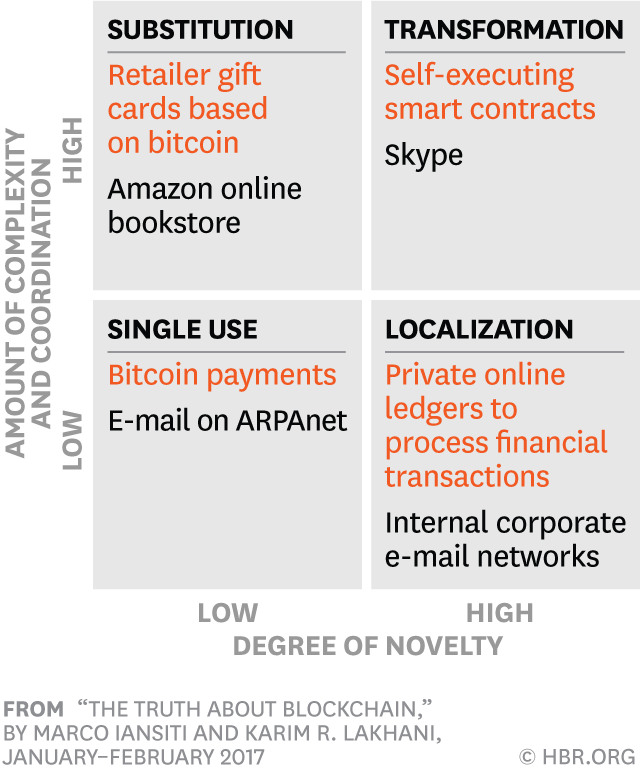 SUBSTITUTION
Retailer gift
cards based
on bitcoin
Amazon online
bookstore
TRANSFORMATION
Self-executing
smart contracts
Skype
SINGLE USE
Bitcoin payments
E-mail on ARPAnet
LOCALIZATION
Private online
ledgers to
process financial
transactions
Internal corporate
e-mail networks
AMOUNT OF COMPLEXITY
AND COORDINATION
HIGH
LOW
LOW
HIGH
DEGREE OF NOVELTY
FROM “THE TRUTH ABOUT BLOCKCHAIN,”
BY MARCO IANSITI AND KARIM R. LAKHANI,
JANUARY–FEBRUARY 2017
© HBR.ORG